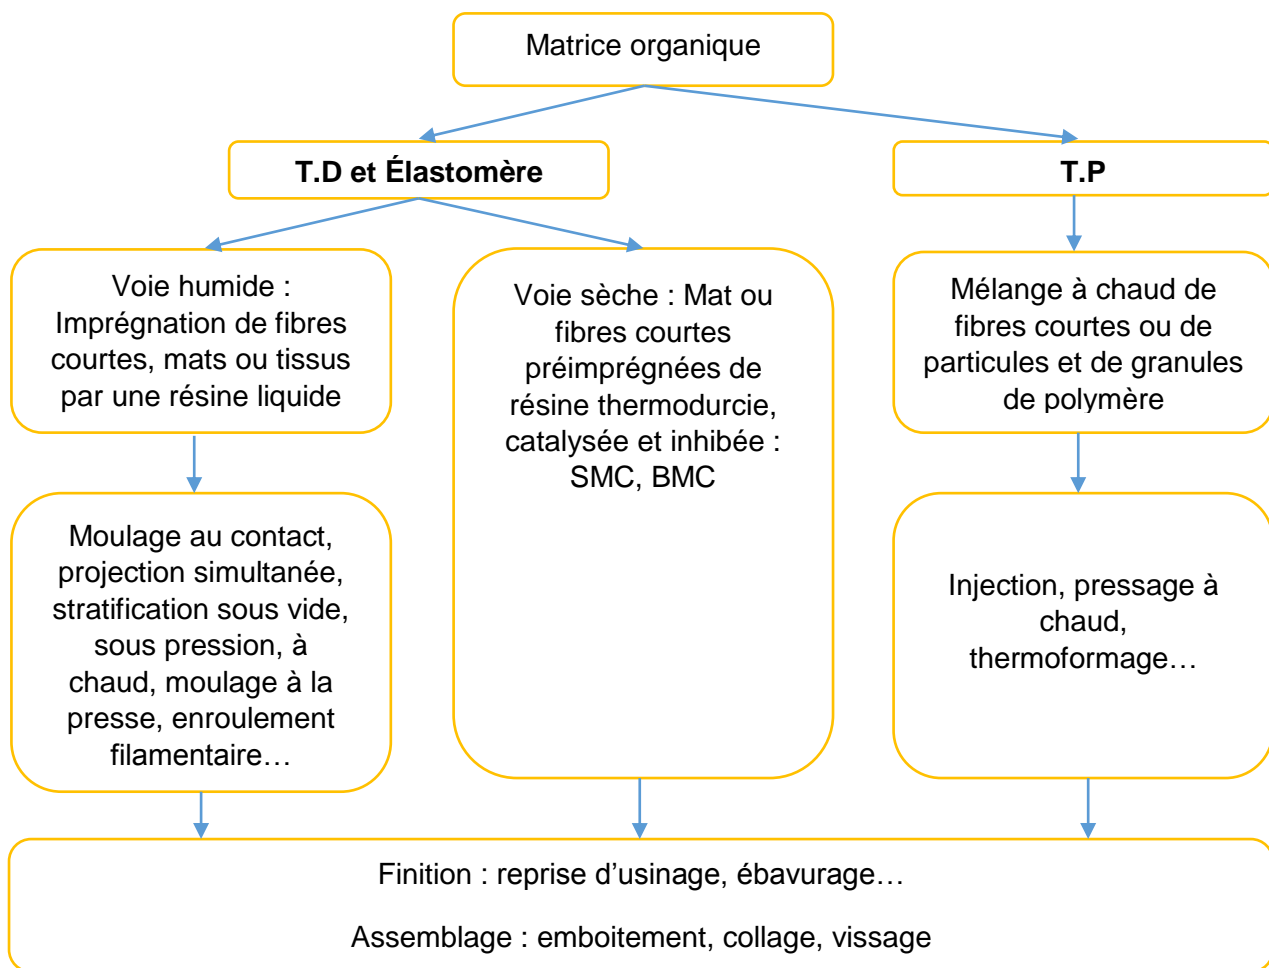 Matrice organique
T.D et Élastomère
T.P
Voie humide :
Imprégnation de fibres
courtes, mats ou tissus
par une résine liquide
Voie sèche : Mat ou
fibres courtes
préimprégnées de
résine thermodurcie,
catalysée et inhibée :
SMC, BMC
Mélange à chaud de
fibres courtes ou de
particules et de granules
de polymère
Moulage au contact,
projection simultanée,
stratification sous vide,
sous pression, à
chaud, moulage à la
presse, enroulement
filamentaire…
Injection, pressage à
chaud,
thermoformage…
Finition : reprise d’usinage, ébavurage…
Assemblage : emboitement, collage, vissage